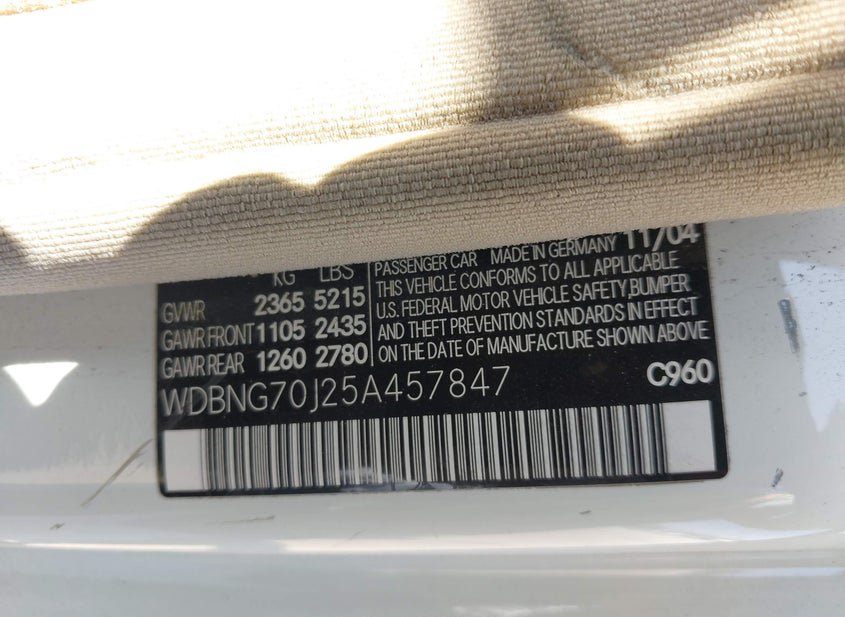 KG LBS
GVWR 2365 5215
GAWR FRONT 1105 2435
GAWR REAR 1260 2780
PASSENGER CAR MADE IN GERMANY 11/04
THIS VEHICLE CONFORMS TO ALL APPLICABLE
U.S. FEDERAL MOTOR VEHICLE SAFETY, BUMPER
AND THEFT PREVENTION STANDARDS IN EFFECT
ON THE DATE OF MANUFACTURE SHOWN ABOVE
WDBNG70J25A457847
C960